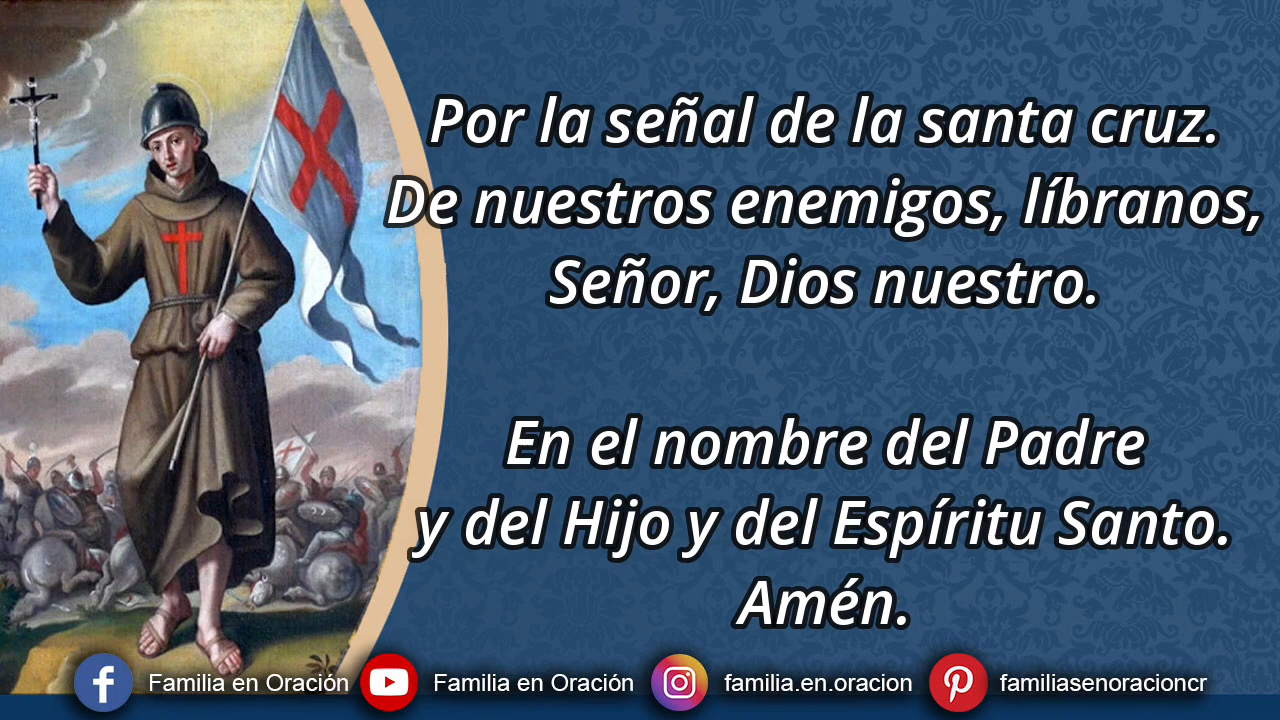 Por la señal de la santa cruz.
De nuestros enemigos, líbranos,
Señor, Dios nuestro.
En el nombre del Padre
y del Hijo y del Espíritu Santo.
Amén.
Familia en Oración
Familia en Oración
familia.en.oracion
familiasenoracioncr